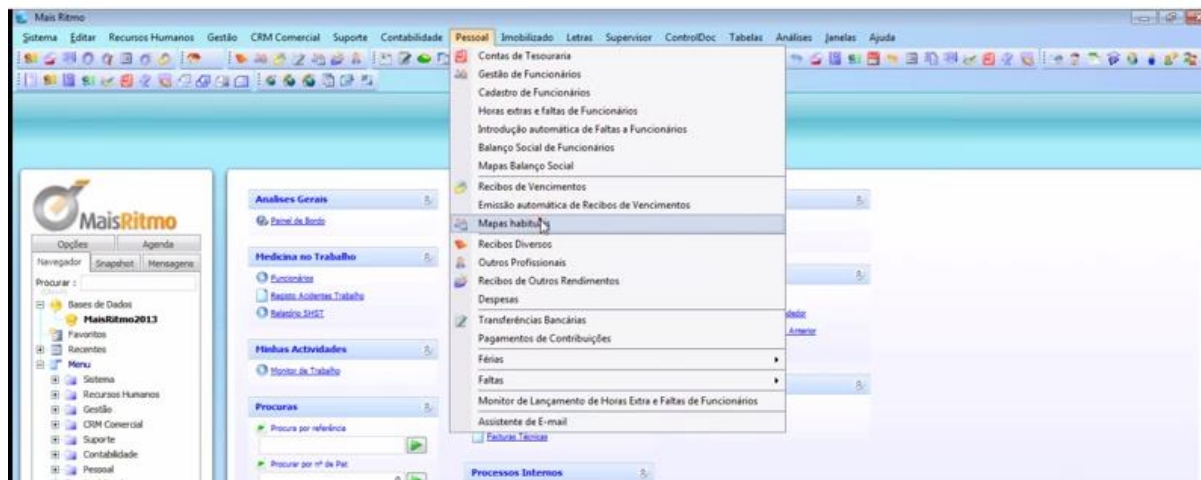 Mais Ritmo
Sistema Editar Recursos Humanos Gestão CRM Comercial Suporte Contabilidade Pessoal Imobilizado Letras Supervisor ControlDoc Tabelas Análises Janelas Ajuda
Contas de Tesouraria
Gestão de Funcionários
Cadastro de Funcionários
Horas extras e faltas de Funcionários
Introdução automática de Faltas a Funcionários
Balanço Social de Funcionários
Mapas Balanço Social
Recibos de Vencimentos
Emissão automática de Recibos de Vencimentos
Mapas habituais
Recibos Diversos
Outros Profissionais
Recibos de Outros Rendimentos
Despesas
Transferências Bancárias
Pagamentos de Contribuições
Férias
Faltas
Monitor de Lançamento de Horas Extra e Faltas de Funcionários
Assistente de E-mail
MaisRitmo
Opções Agenda
Navegador Snapshot Mensagens
Procurar :
Bases de Dados
MaisRitmo2013
Favoritos
Recentes
Menu
Sistema
Recursos Humanos
Gestão
CRM Comercial
Suporte
Contabilidade
Pessoal
Analises Gerais
Painel de Bordo
Medicina no Trabalho
Funcionários
Registo Acidentes Trabalho
Relatório SHST
Minhas Actividades
Monitor de Trabalho
Procuras
Procura por referência
Procurar por nº de Pat
Facturas Técnicas
Processos Internos
Anterior